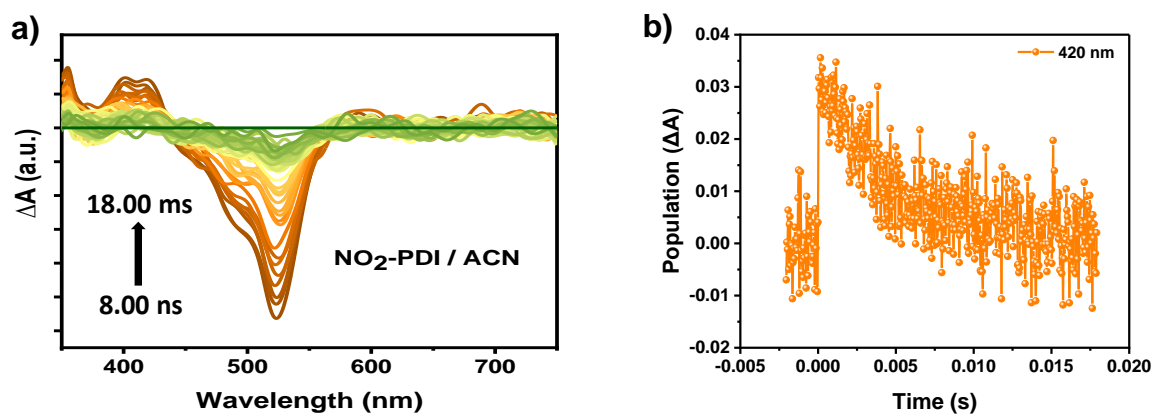 a)
ΔA (a.u.)
18.00 ms
8.00 ns
NO₂-PDI / ACN
400
500
600
700
Wavelength (nm)
b)
420 nm
Population (ΔA)
0.04
0.03
0.02
0.01
0.00
-0.01
-0.02
-0.005
0.000
0.005
0.010
0.015
0.020
Time (s)